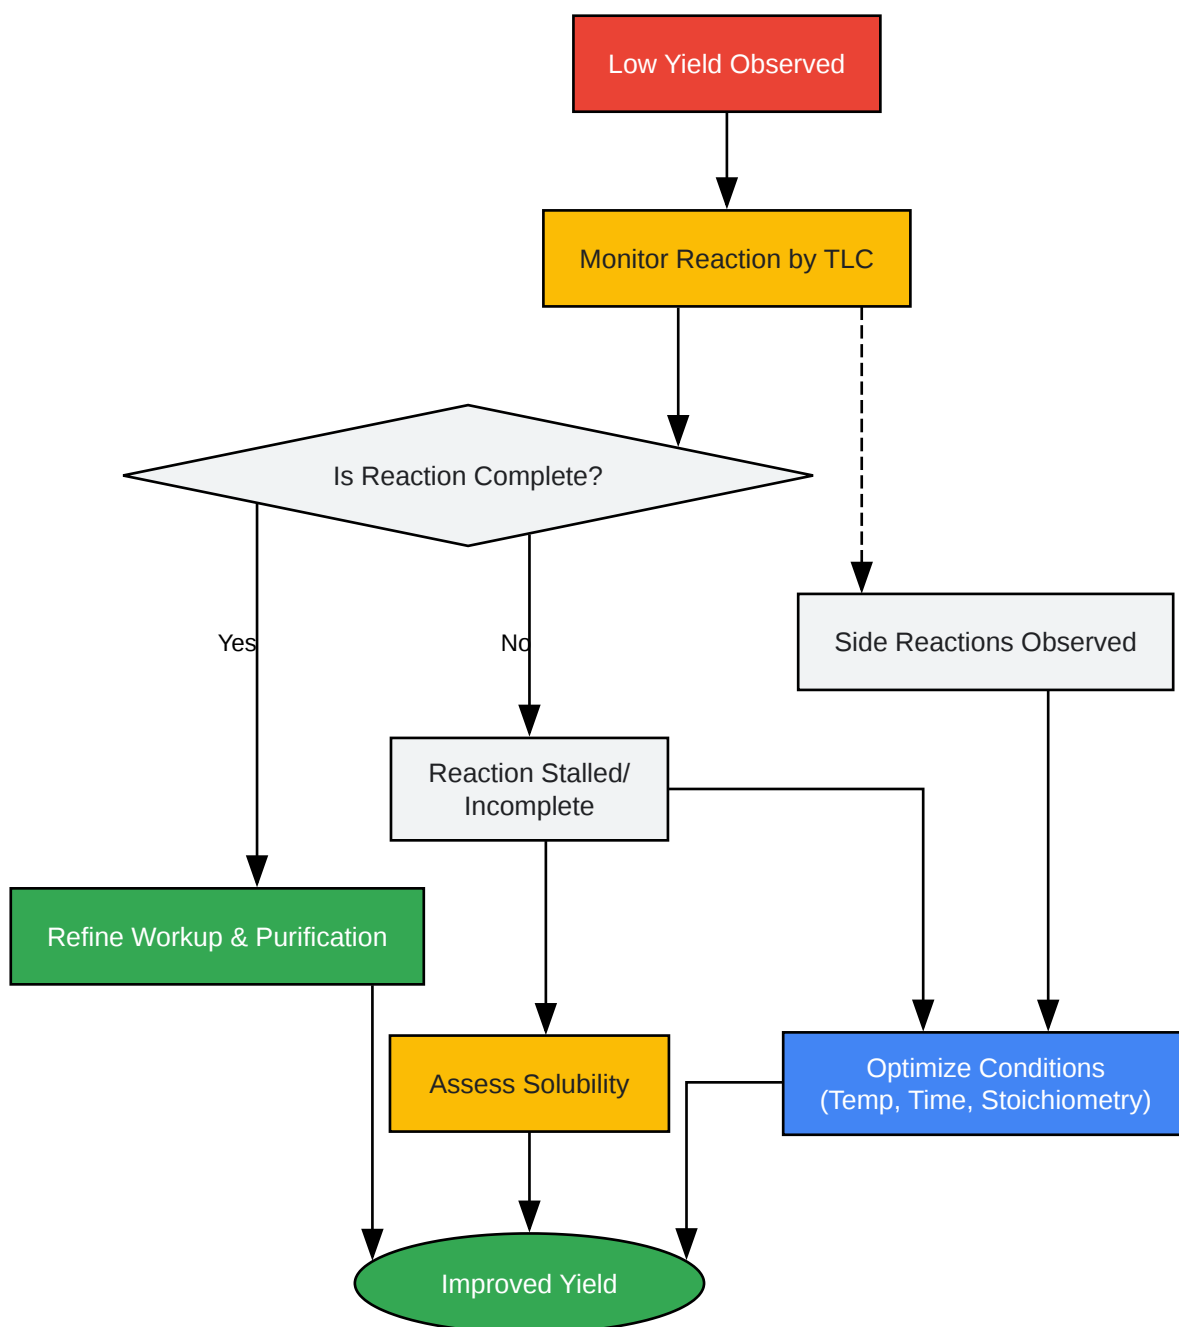 Low Yield Observed
Monitor Reaction by TLC
Is Reaction Complete?
Yes
No
Side Reactions Observed
Reaction Stalled/
Incomplete
Refine Workup & Purification
Assess Solubility
Optimize Conditions
(Temp, Time, Stoichiometry)
Improved Yield